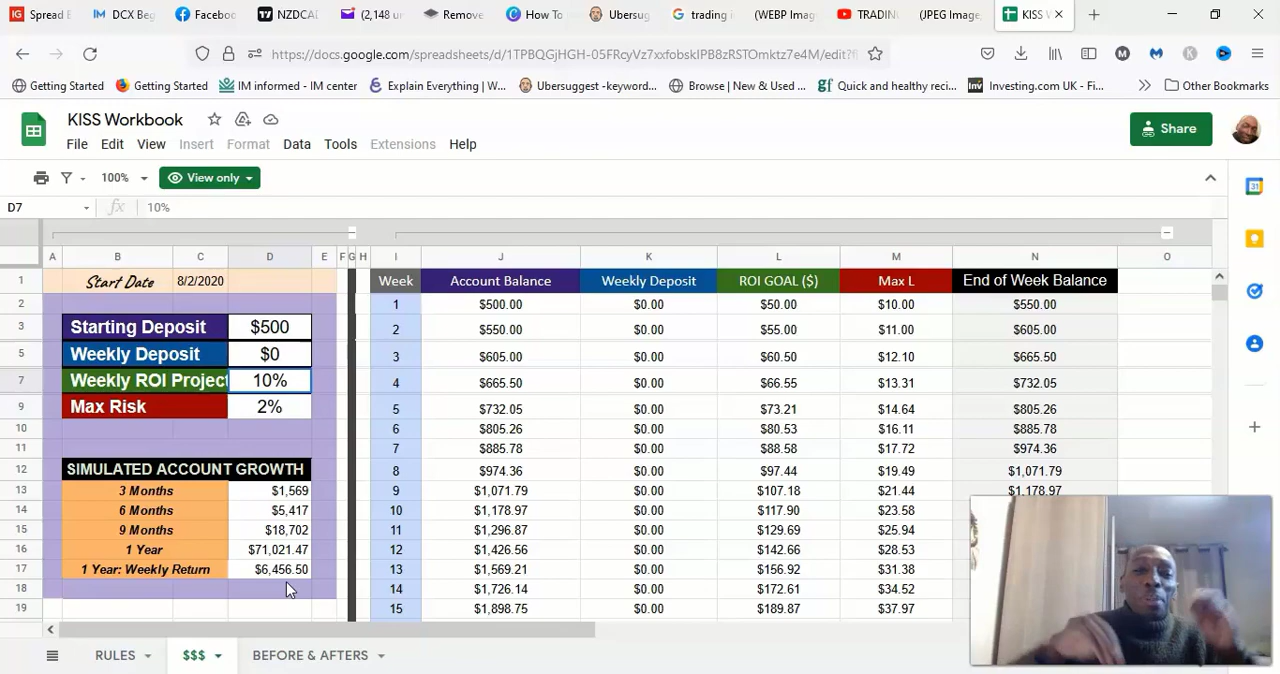 Spread E
DCX Beg
Faceboo
NZDCAD
(2,148 un
Remove
How To
Ubersug
trading i
(WEBP Imag
TRADIN
(JPEG Image,
KISS W
https://docs.google.com/spreadsheets/d/1TPBQGjHGH-05FRcyVz7xxfobskIPB8zRSTOmktz7e4M/edit?
Getting Started
Getting Started
IM informed - IM center
Explain Everything | W...
Ubersuggest -keyword...
Browse | New & Used ...
Quick and healthy reci...
Investing.com UK - Fi...
Other Bookmarks
KISS Workbook
Share
File Edit View Insert Format Data Tools Extensions Help
100% View only
D7 fx 10%
A B C D E F G H I J K L M N O
1 Start Date 8/2/2020 Week Account Balance Weekly Deposit ROI GOAL ($) Max L End of Week Balance
2 1 $500.00 $0.00 $50.00 $10.00 $550.00
3 Starting Deposit $500 2 $550.00 $0.00 $55.00 $11.00 $605.00
5 Weekly Deposit $0 3 $605.00 $0.00 $60.50 $12.10 $665.50
7 Weekly ROI Project 10% 4 $665.50 $0.00 $66.55 $13.31 $732.05
9 Max Risk 2% 5 $732.05 $0.00 $73.21 $14.64 $805.26
10 6 $805.26 $0.00 $80.53 $16.11 $885.78
11 7 $885.78 $0.00 $88.58 $17.72 $974.36
12 SIMULATED ACCOUNT GROWTH 8 $974.36 $0.00 $97.44 $19.49 $1,071.79
13 3 Months $1,569 9 $1,071.79 $0.00 $107.18 $21.44 $1,178.97
14 6 Months $5,417 10 $1,178.97 $0.00 $117.90 $23.58
15 9 Months $18,702 11 $1,296.87 $0.00 $129.69 $25.94
16 1 Year $71,021.47 12 $1,426.56 $0.00 $142.66 $28.53
17 1 Year: Weekly Return $6,456.50 13 $1,569.21 $0.00 $156.92 $31.38
18 14 $1,726.14 $0.00 $172.61 $34.52
19 15 $1,898.75 $0.00 $189.87 $37.97
RULES $$$ BEFORE & AFTERS